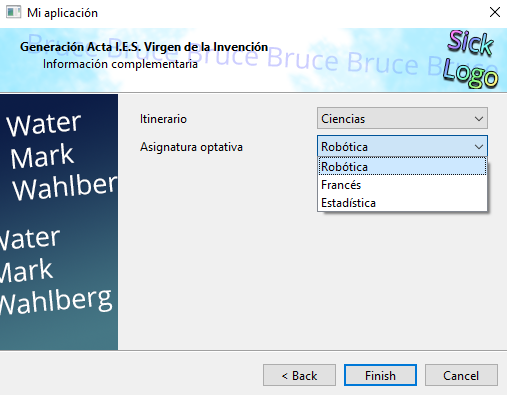 Mi aplicación
Bruce Bruce Bruce Bruce Bruce Bruce B
Generación Acta I.E.S. Virgen de la Invención
Información complementaria
Sick
Logo
Water
Mark
Wahlber
Water
Mark
Wahlberg
Itinerario
Ciencias
Asignatura optativa
Robótica
Robótica
Francés
Estadística
< Back
Finish
Cancel